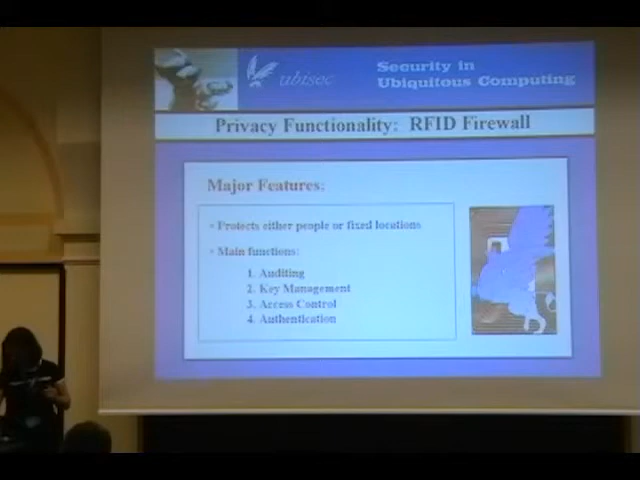 ubisec
Security in
Ubiquitous Computing
Privacy Functionality: RFID Firewall
Major Features:
• Protects either people or fixed locations
• Main functions:
1. Auditing
2. Key Management
3. Access Control
4. Authentication